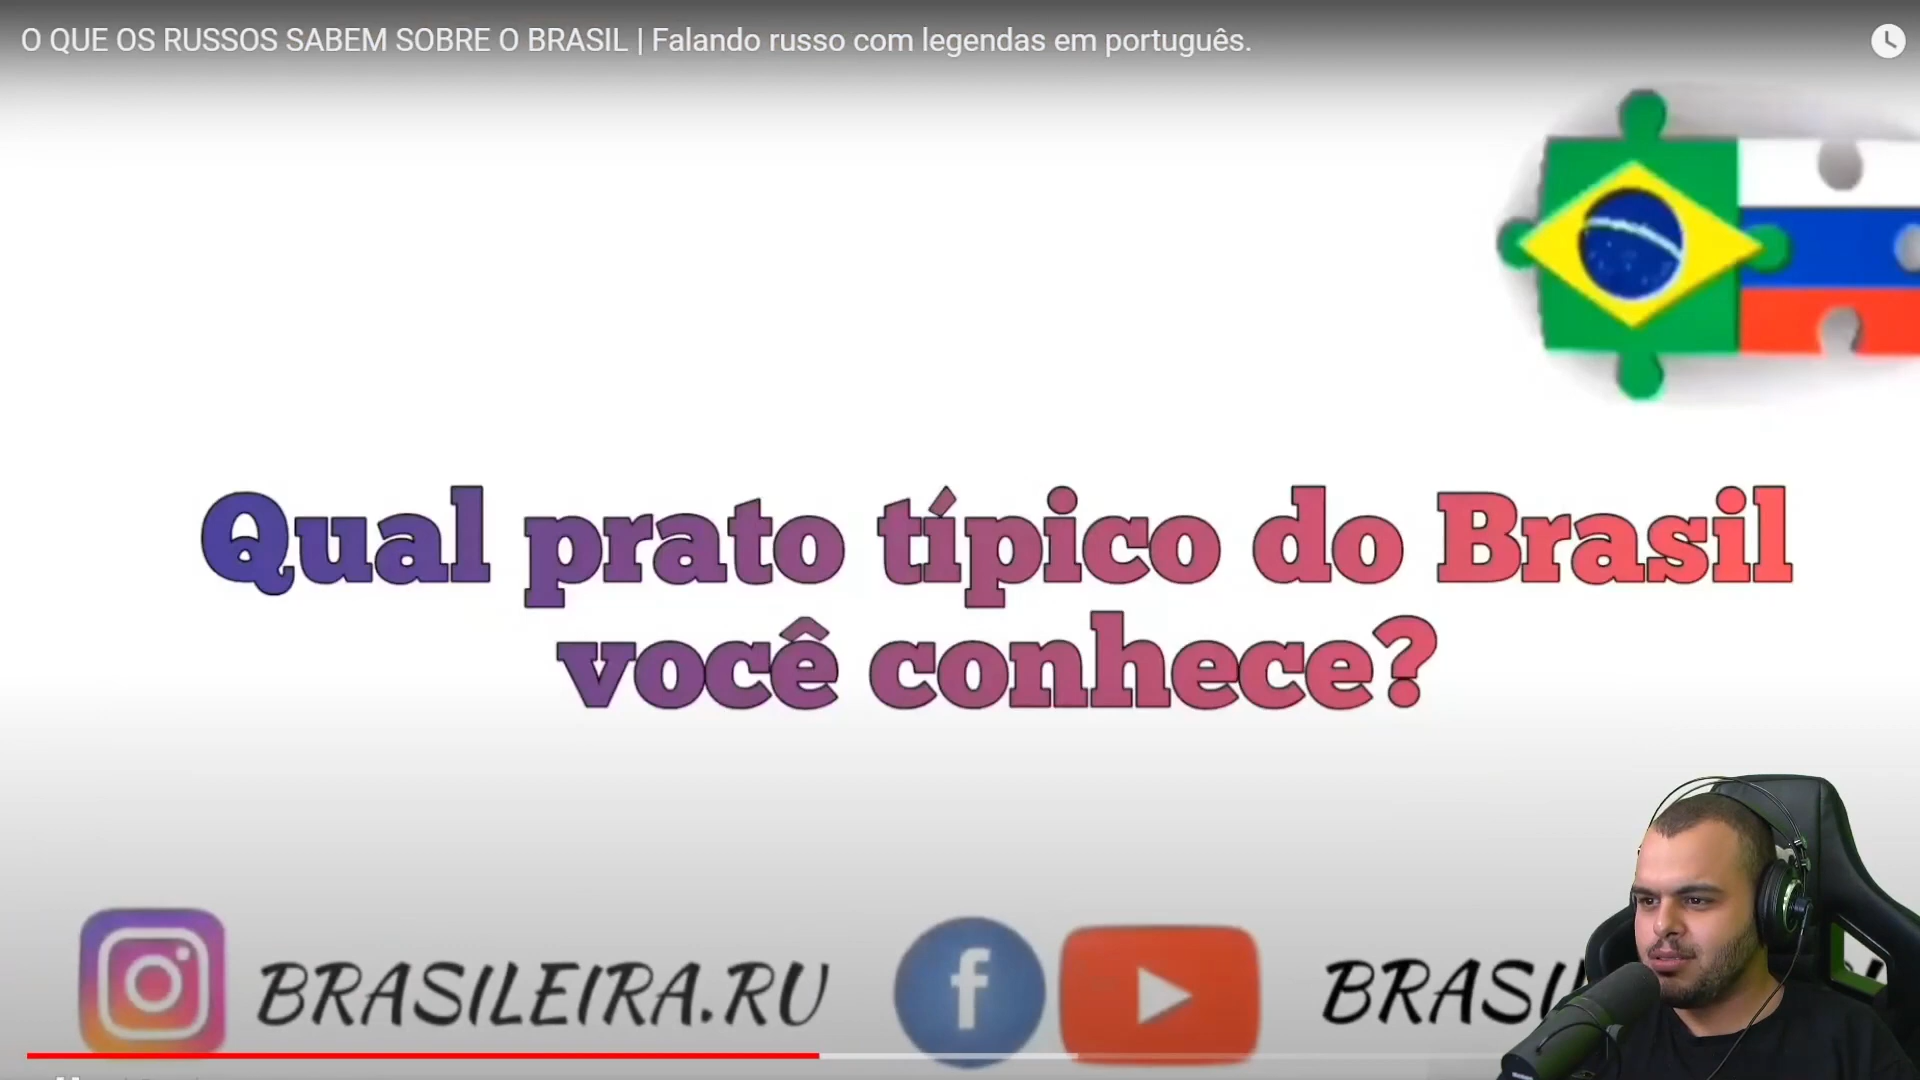 O QUE OS RUSSOS SABEM SOBRE O BRASIL | Falando russo com legendas em português.
Qual prato típico do Brasil
você conhece?
BRASILEIRA.RU